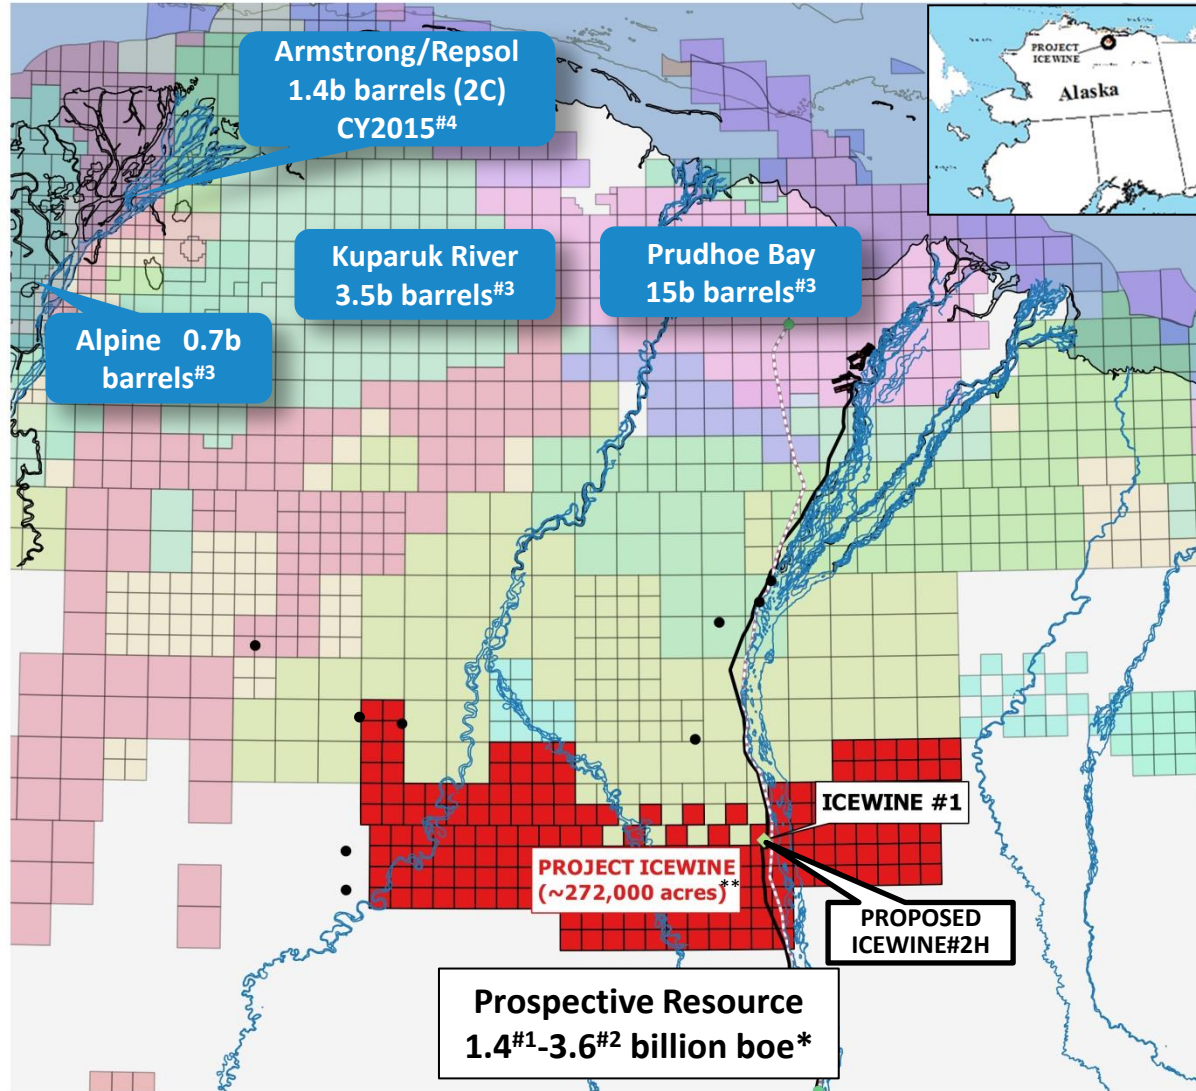 Armstrong/Repsol
1.4b barrels (2C)
CY2015#4
PROJECT
ICEWINE
Alaska
Kuparuk River
3.5b barrels#3
Prudhoe Bay
15b barrels#3
Alpine 0.7b
barrels#3
ICEWINE #1
PROJECT ICEWINE
(~272,000 acres)**
PROPOSED
ICEWINE#2H
Prospective Resource
1.4#1-3.6#2 billion boe*